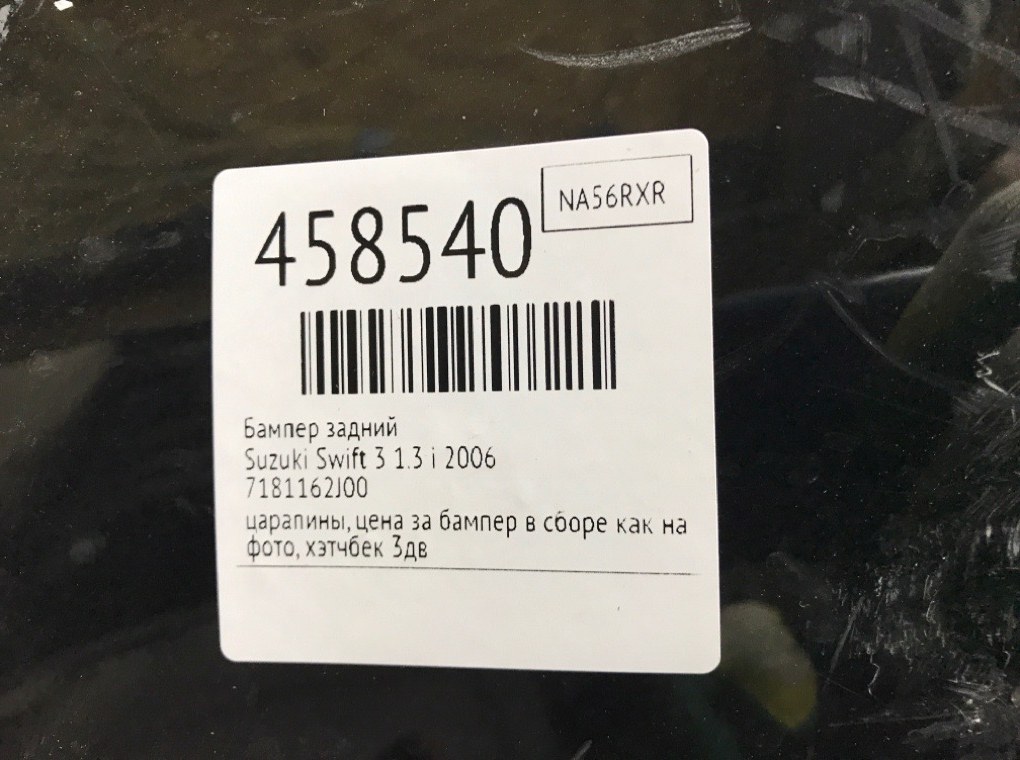 NA56RXR
458540
Бампер задний
Suzuki Swift 3 1.3 i 2006
7181162J00
царапины, цена за бампер в сборе как на
фото, хэтчбек 3дв